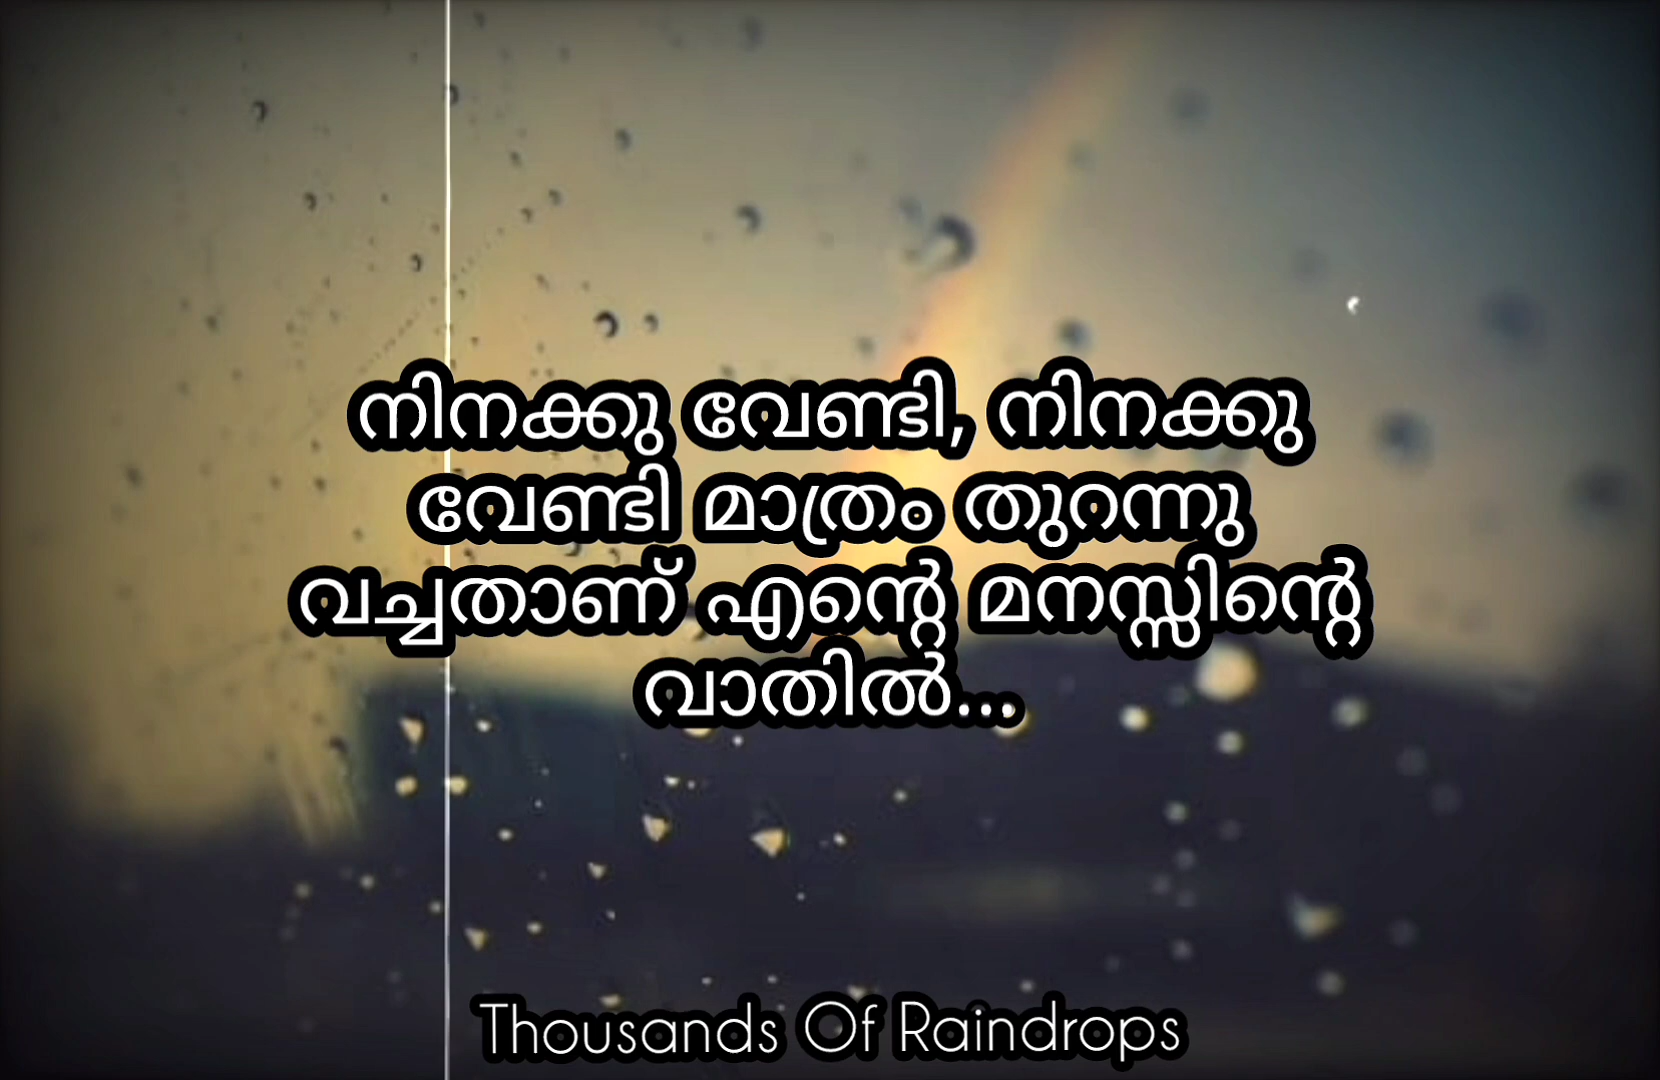 നിനക്കു വേണ്ടി, നിനക്കു
വേണ്ടി മാത്രം തുറന്നു
വച്ചതാണ് എന്റെ മനസ്സിന്റെ
വാതിൽ...
Thousands Of Raindrops